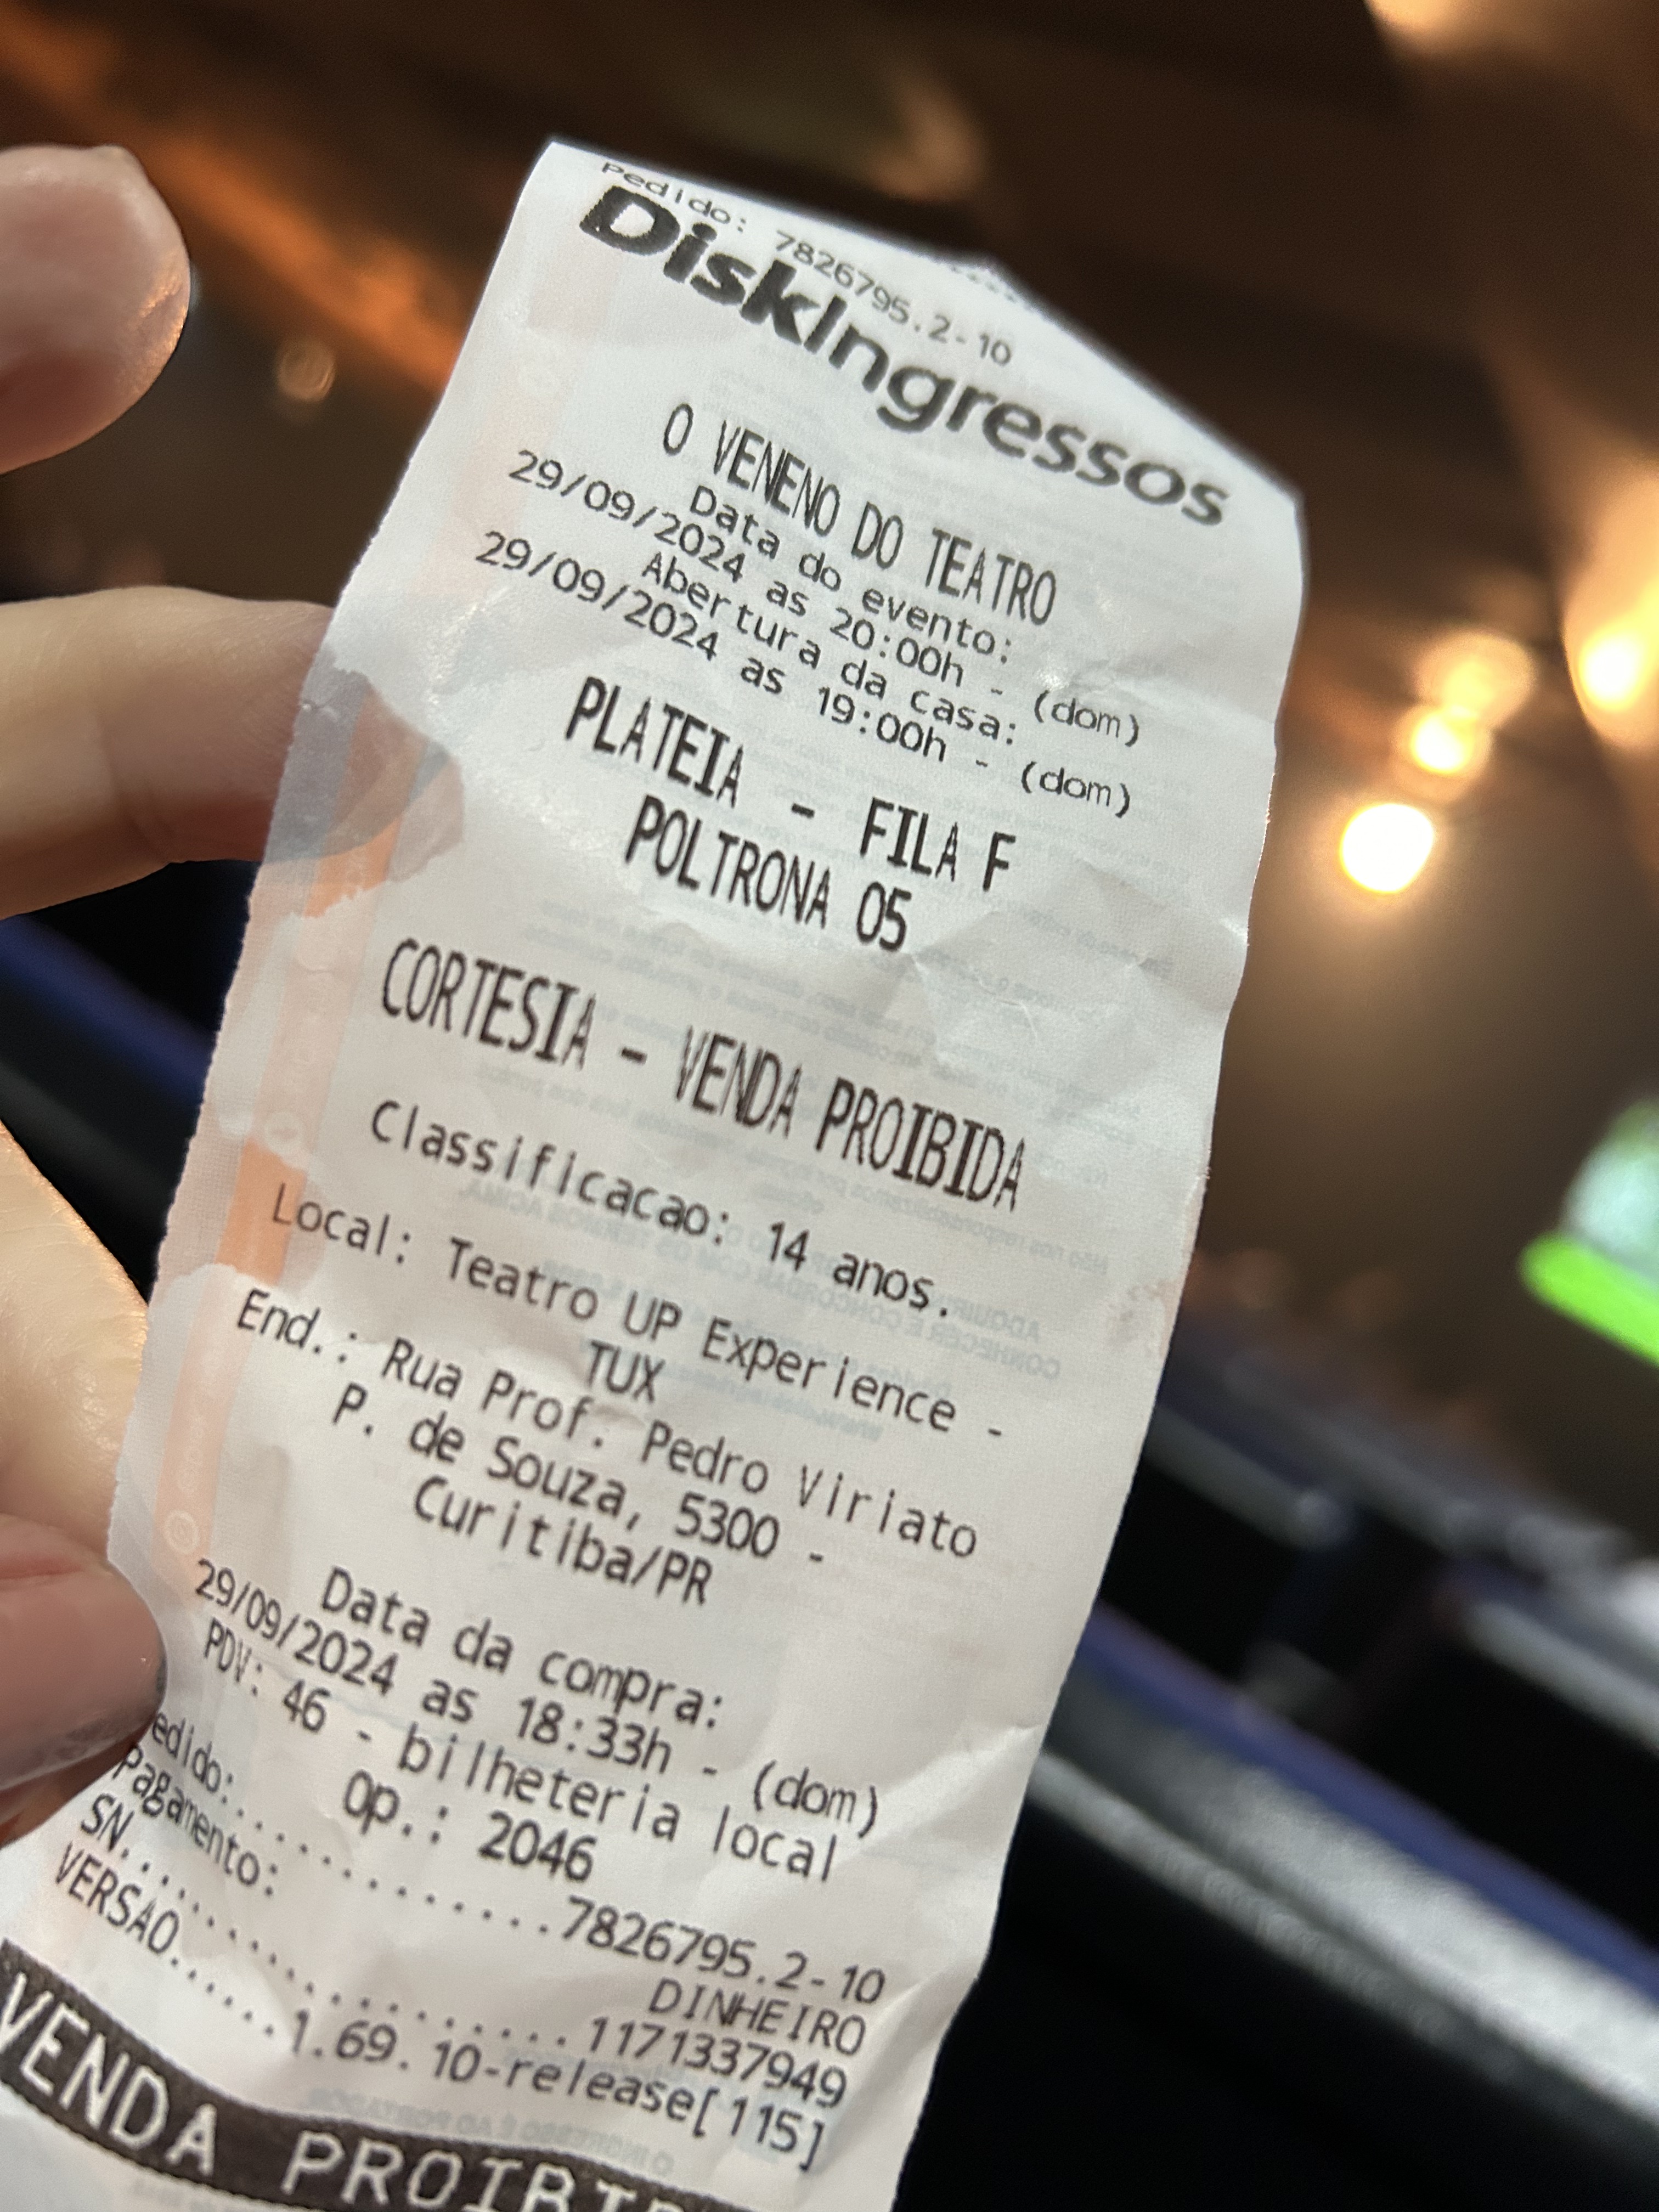 Pedido: 7826795.2-10
DiskIngressos
O VENENO DO TEATRO
Data do evento:
29/09/2024 as 20:00h - (dom)
Abertura da casa:
29/09/2024 as 19:00h - (dom)
PLATEIA - FILA F
POLTRONA 05
CORTESIA - VENDA PROIBIDA
Classificacao: 14 anos.
Local: Teatro UP Experience -
TUX
End.: Rua Prof. Pedro Viriato
P. de Souza, 5300 -
Curitiba/PR
Data da compra:
29/09/2024 as 18:33h - (dom)
PDV: 46 - bilheteria local
Op.: 2046
edido:....................7826795.2-10
Pagamento: DINHEIRO
SN.........................1171337949
VERSAO......1.69.10-release[115]
VENDA PROIBI